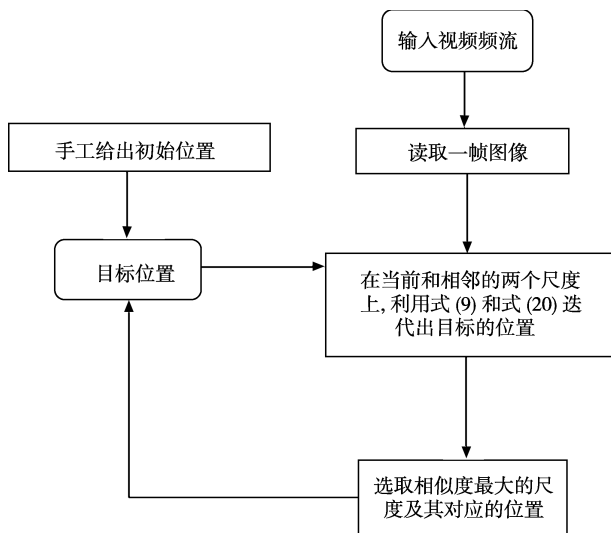 输入视频频流
手工给出初始位置
读取一帧图像
目标位置
在当前和相邻的两个尺度
上, 利用式 (9) 和式 (20) 迭
代出目标的位置
选取相似度最大的尺
度及其对应的位置